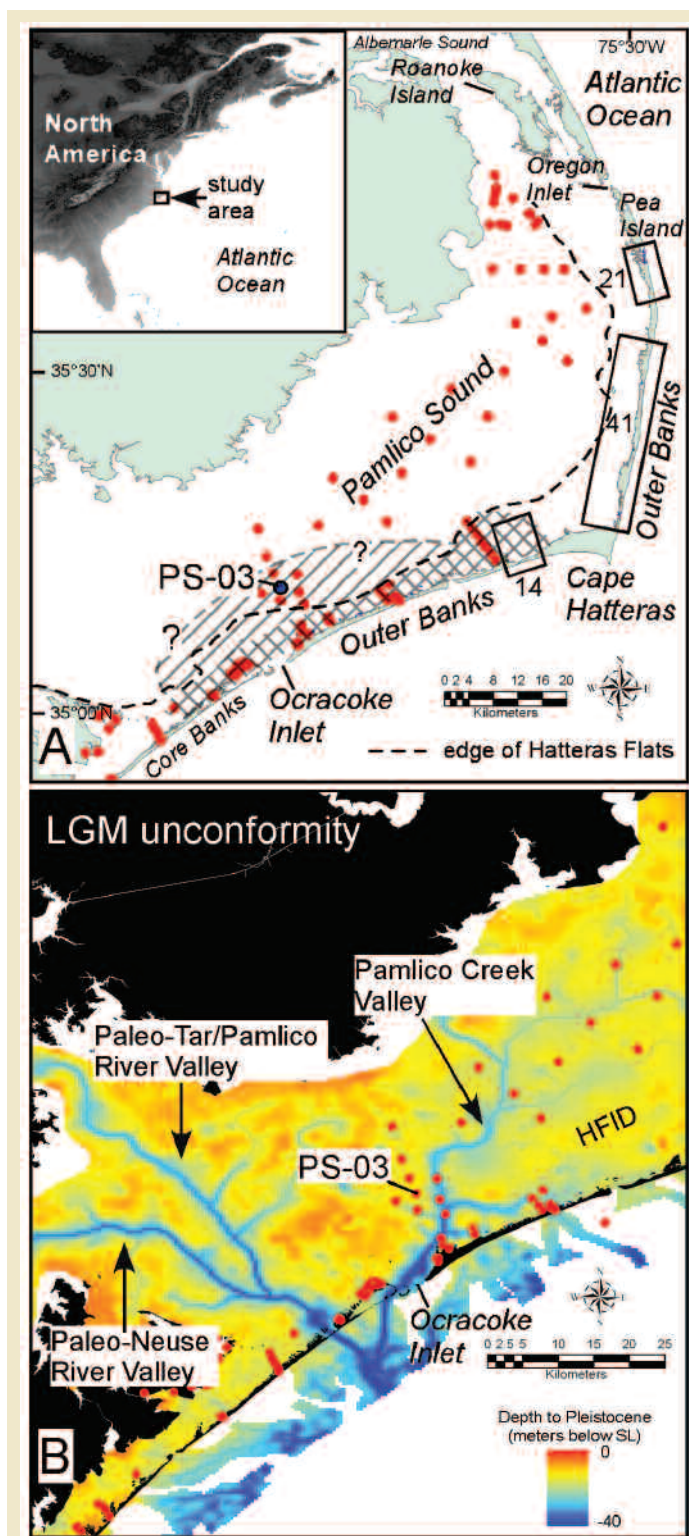 Albemarle Sound
75°30'W
Roanoke
Island
Atlantic
Ocean
North
America
study
area
Atlantic
Ocean
Oregon
Inlet
Pea
Island
21
35°30'N
Pamlico Sound
41
Outer Banks
?
PS-03
?
14
Cape
Hatteras
Outer Banks
Ocracoke
Inlet
Core Banks
35°00'N
N
W
E
S
0 2 4 8 12 16 20
Kilometers
A
edge of Hatteras Flats
LGM unconformity
Pamlico Creek
Valley
Paleo-Tar/Pamlico
River Valley
HFID
PS-03
Paleo-Neuse
River Valley
Ocracoke
Inlet
N
W
E
S
0 2.5 5 10 15 20 25
Kilometers
Depth to Pleistocene
(meters below SL)
0
-40
B